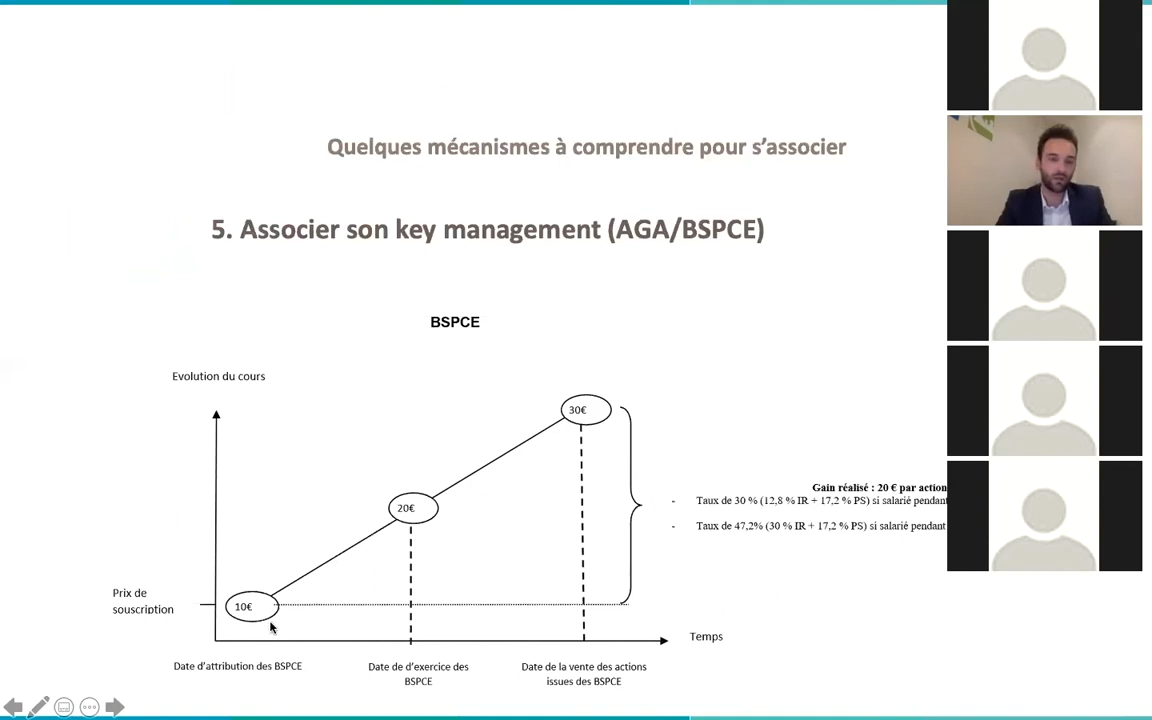 Quelques mécanismes à comprendre pour s’associer
5. Associer son key management (AGA/BSPCE)
BSPCE
Evolution du cours
30€
Gain réalisé : 20 € par action
- Taux de 30 % (12,8 % IR + 17,2 % PS) si salarié pendant
20€
- Taux de 47,2% (30 % IR + 17,2 % PS) si salarié pendant
Prix de
souscription
10€
Temps
Date d’attribution des BSPCE
Date de d’exercice des
BSPCE
Date de la vente des actions
issues des BSPCE